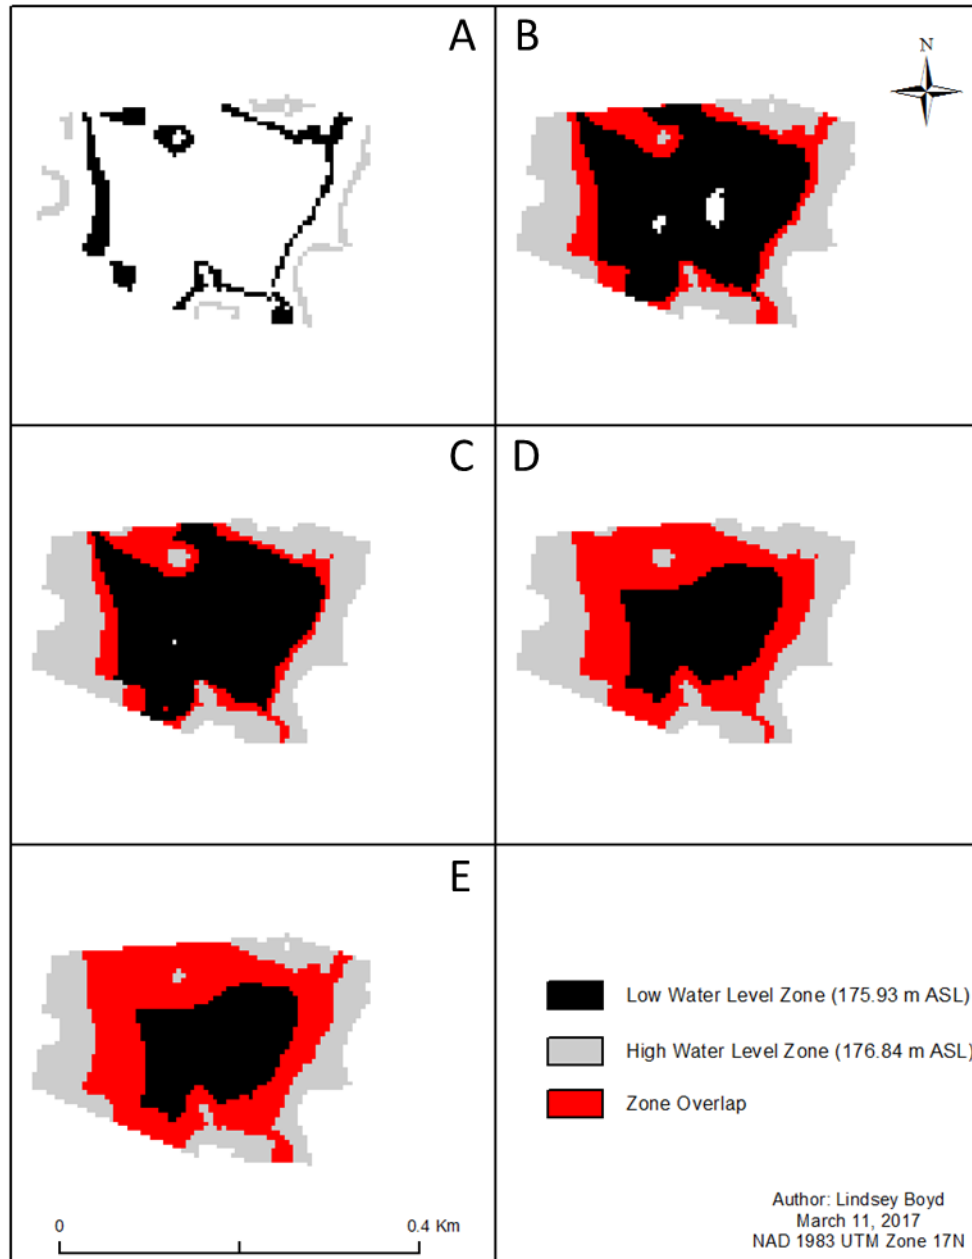 A
B
N
C
D
E
Low Water Level Zone (175.93 m ASL)
High Water Level Zone (176.84 m ASL)
Zone Overlap
Author: Lindsey Boyd
March 11, 2017
NAD 1983 UTM Zone 17N
0
0.4 Km